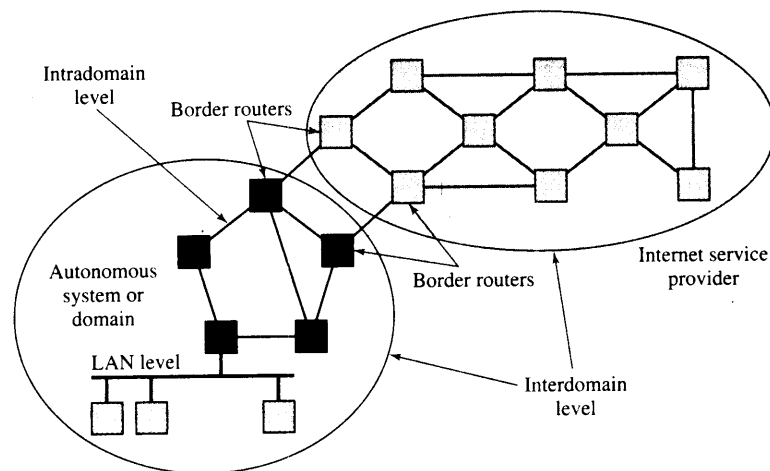 Intradomain
level
Border routers
Autonomous
system or
domain
Border routers
Internet service
provider
LAN level
Interdomain
level